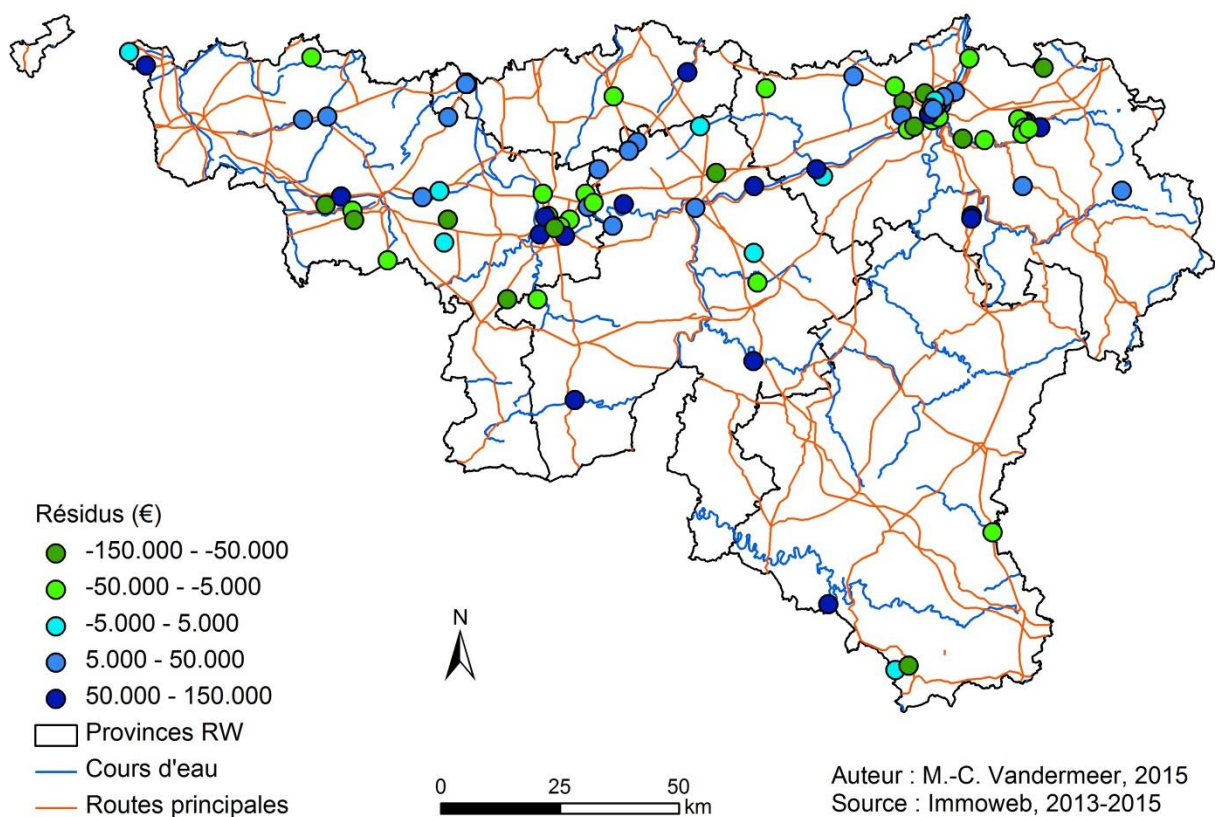 Résidus (€)
-150.000 - -50.000
-50.000 - -5.000
-5.000 - 5.000
5.000 - 50.000
50.000 - 150.000
Provinces RW
Cours d'eau
Routes principales
N
0 25 50
km
Auteur : M.-C. Vandermeer, 2015
Source : Immoweb, 2013-2015